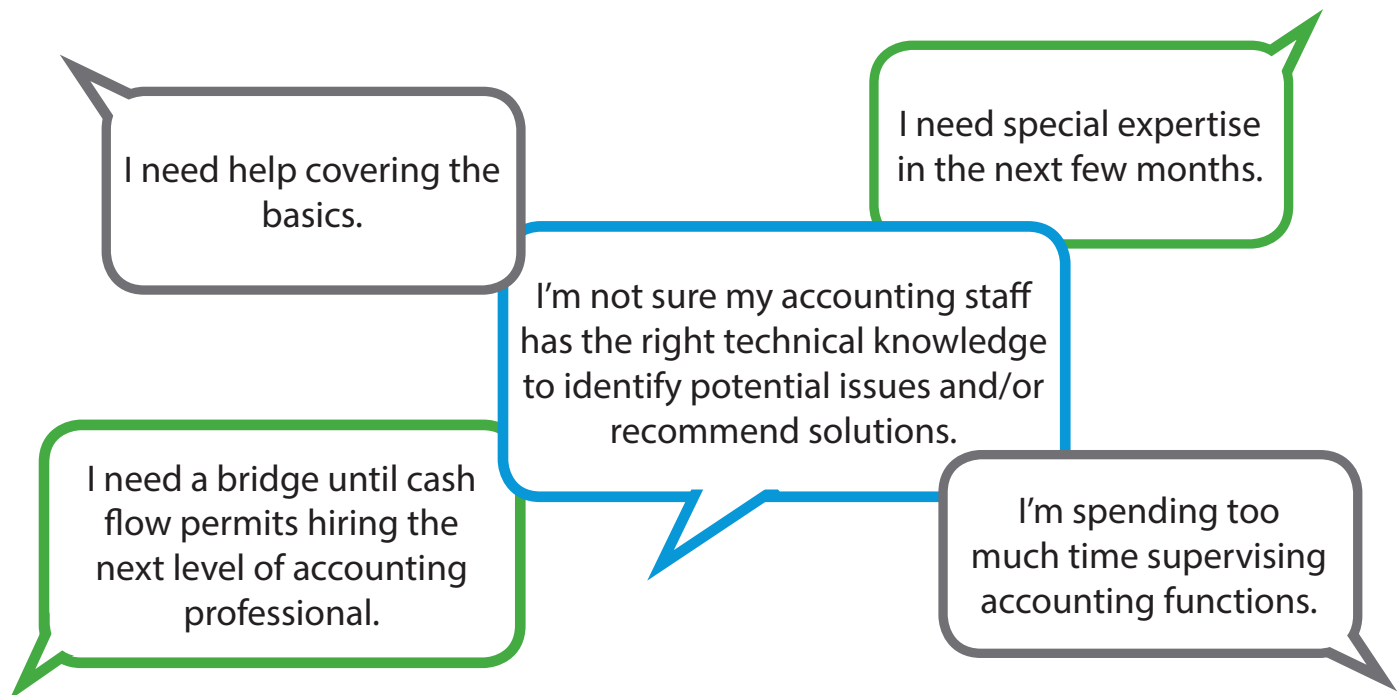 I need help covering the
basics.
I need special expertise
in the next few months.
I'm not sure my accounting staff
has the right technical knowledge
to identify potential issues and/or
recommend solutions.
I need a bridge until cash
flow permits hiring the
next level of accounting
professional.
I'm spending too
much time supervising
accounting functions.